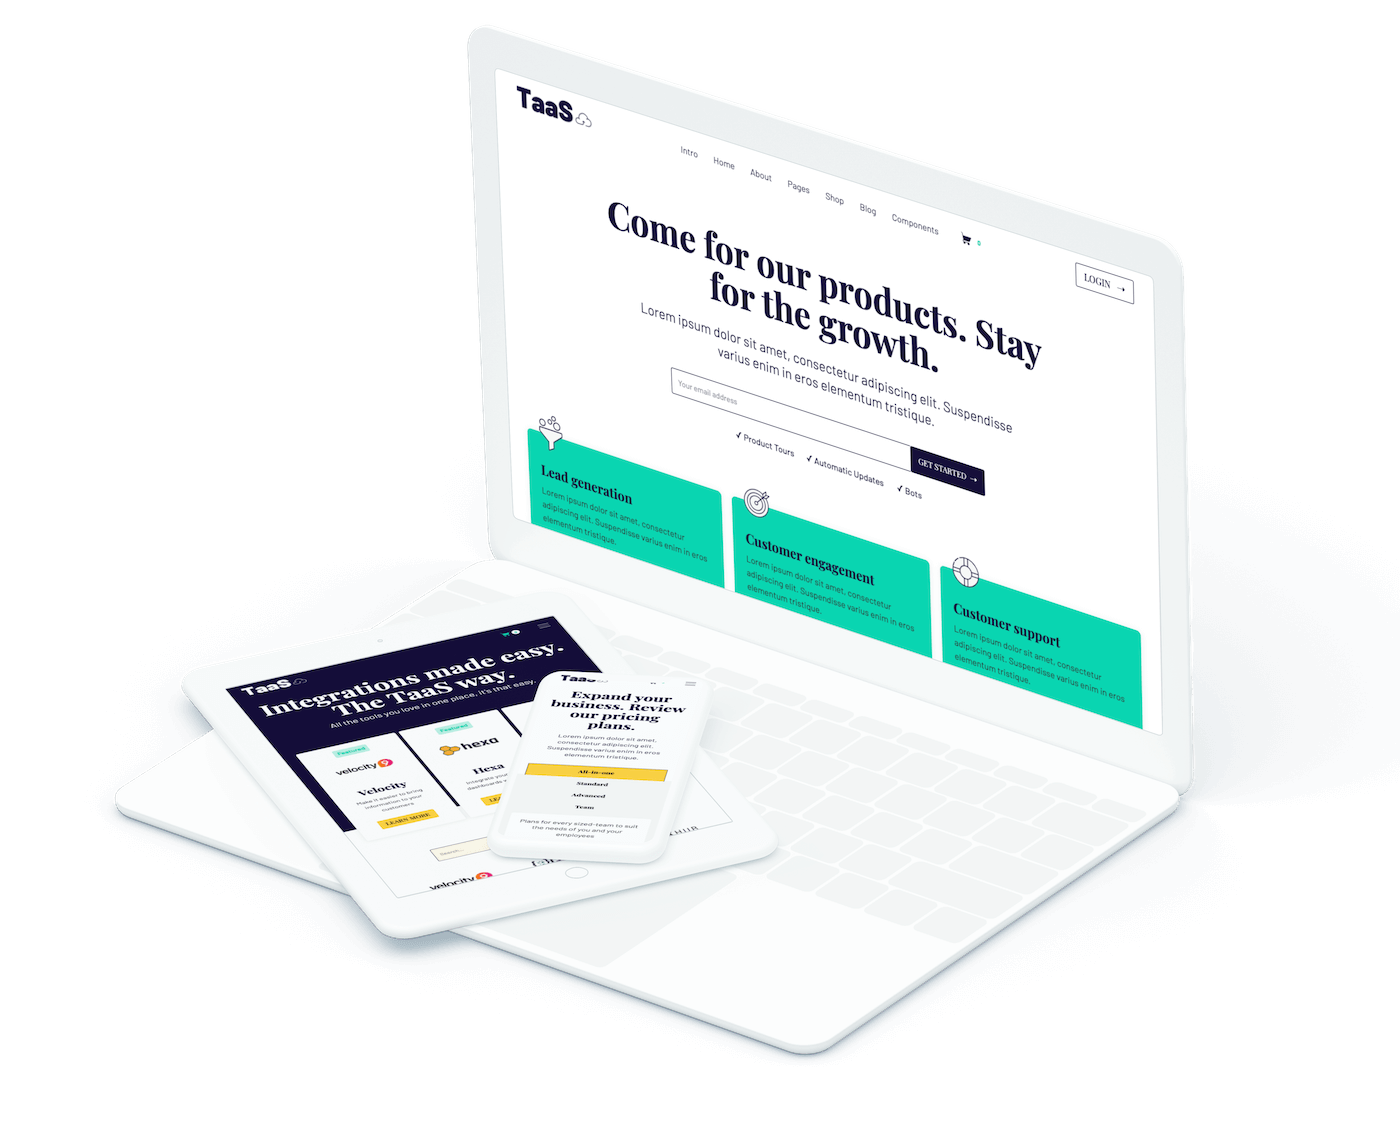 TaaS
Intro Home About Pages Shop Blog Components
LOGIN →
Come for our products. Stay
for the growth.
Lorem ipsum dolor sit amet, consectetur adipiscing elit. Suspendisse
varius enim in eros elementum tristique.
Your email address
GET STARTED →
✓ Product Tours ✓ Automatic Updates ✓ Bots
Lead generation
Lorem ipsum dolor sit amet, consectetur
adipiscing elit. Suspendisse varius enim in eros
elementum tristique.
Customer engagement
Lorem ipsum dolor sit amet, consectetur
adipiscing elit. Suspendisse varius enim in eros
elementum tristique.
Customer support
Lorem ipsum dolor sit amet, consectetur
adipiscing elit. Suspendisse varius enim in eros
elementum tristique.
TaaS
Integrations made easy.
The TaaS way.
All the tools you love in one place, it's that easy.
Featured
velocity 9
Velocity
Make it easier to bring
information to your
customers
LEARN MORE
Featured
hexa
Hexa
Integrate your
dashboards
Search...
velocity 9
TaaS
Expand your
business. Review
our pricing
plans.
Lorem ipsum dolor sit amet,
consectetur adipiscing elit.
Suspendisse varius enim in eros
elementum tristique.
All-in-one
Standard
Advanced
Team
Plans for every sized-team to suit
the needs of you and your
employees